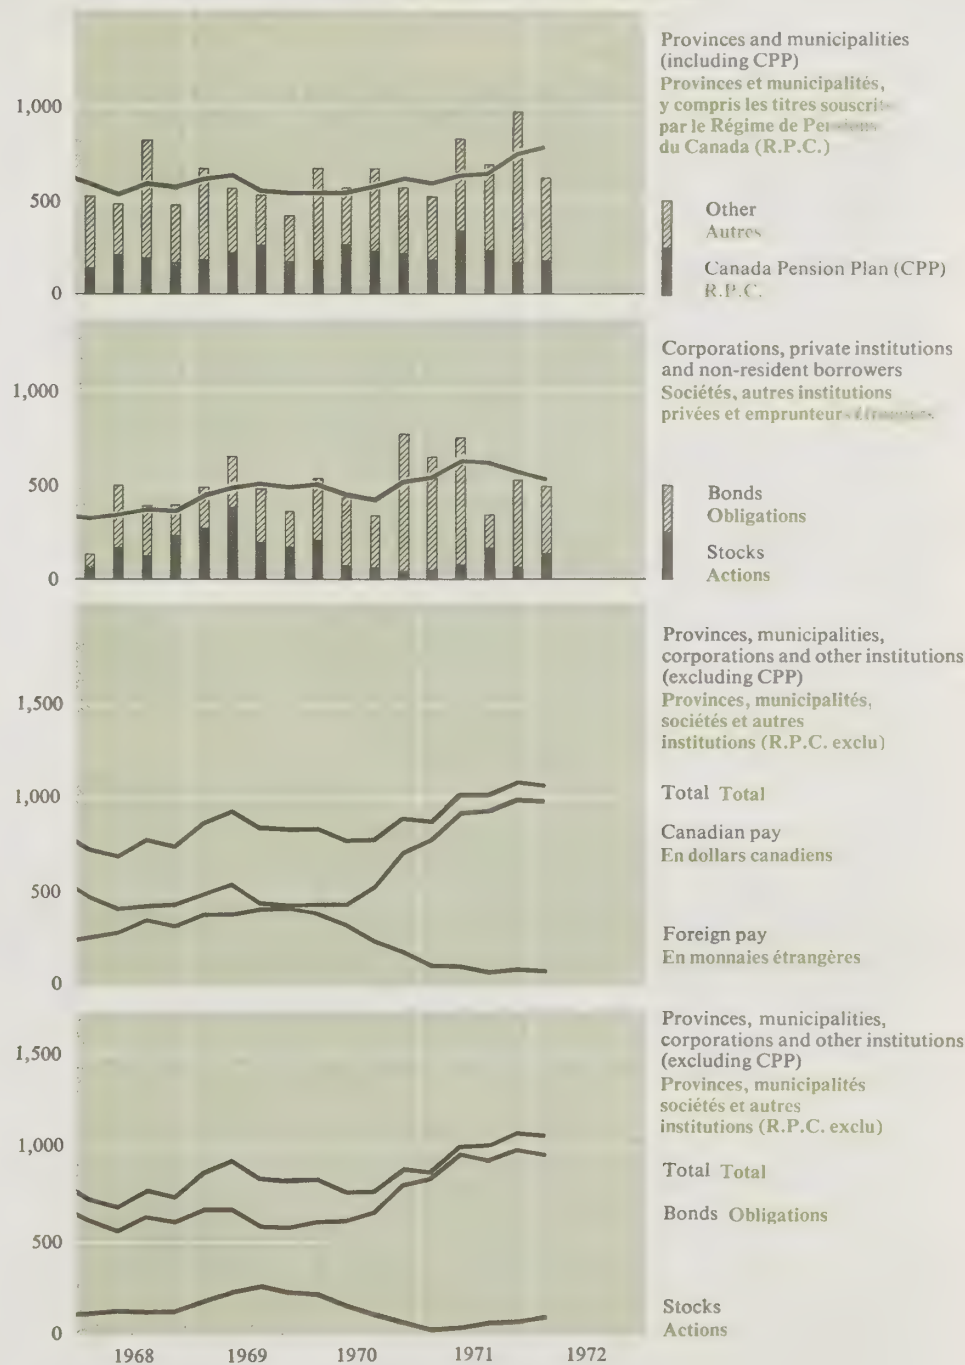 Provinces and municipalities
(including CPP)
Provinces et municipalités,
y compris les titres
par le Régime de
du Canada (R.P.C.)
1,000
500
0
Other
Autres
Canada Pension Plan (CPP)
R.P.C.
Corporations, private institutions
and non-resident borrowers
Sociétés, autres institutions
privées et
1,000
500
0
Bonds
Obligations
Stocks
Actions
Provinces, municipalities,
corporations and other institutions
(excluding CPP)
Provinces, municipalités,
sociétés et autres
institutions (R.P.C. exclu)
1,500
1,000
500
0
Total Total
Canadian pay
En dollars canadiens
Foreign pay
En monnaies étrangères
Provinces, municipalities,
corporations and other institutions
(excluding CPP)
Provinces, municipalités
sociétés et autres
institutions (R.P.C. exclu)
1,500
1,000
500
0
Total Total
Bonds Obligations
Stocks
Actions
1968 1969 1970 1971 1972